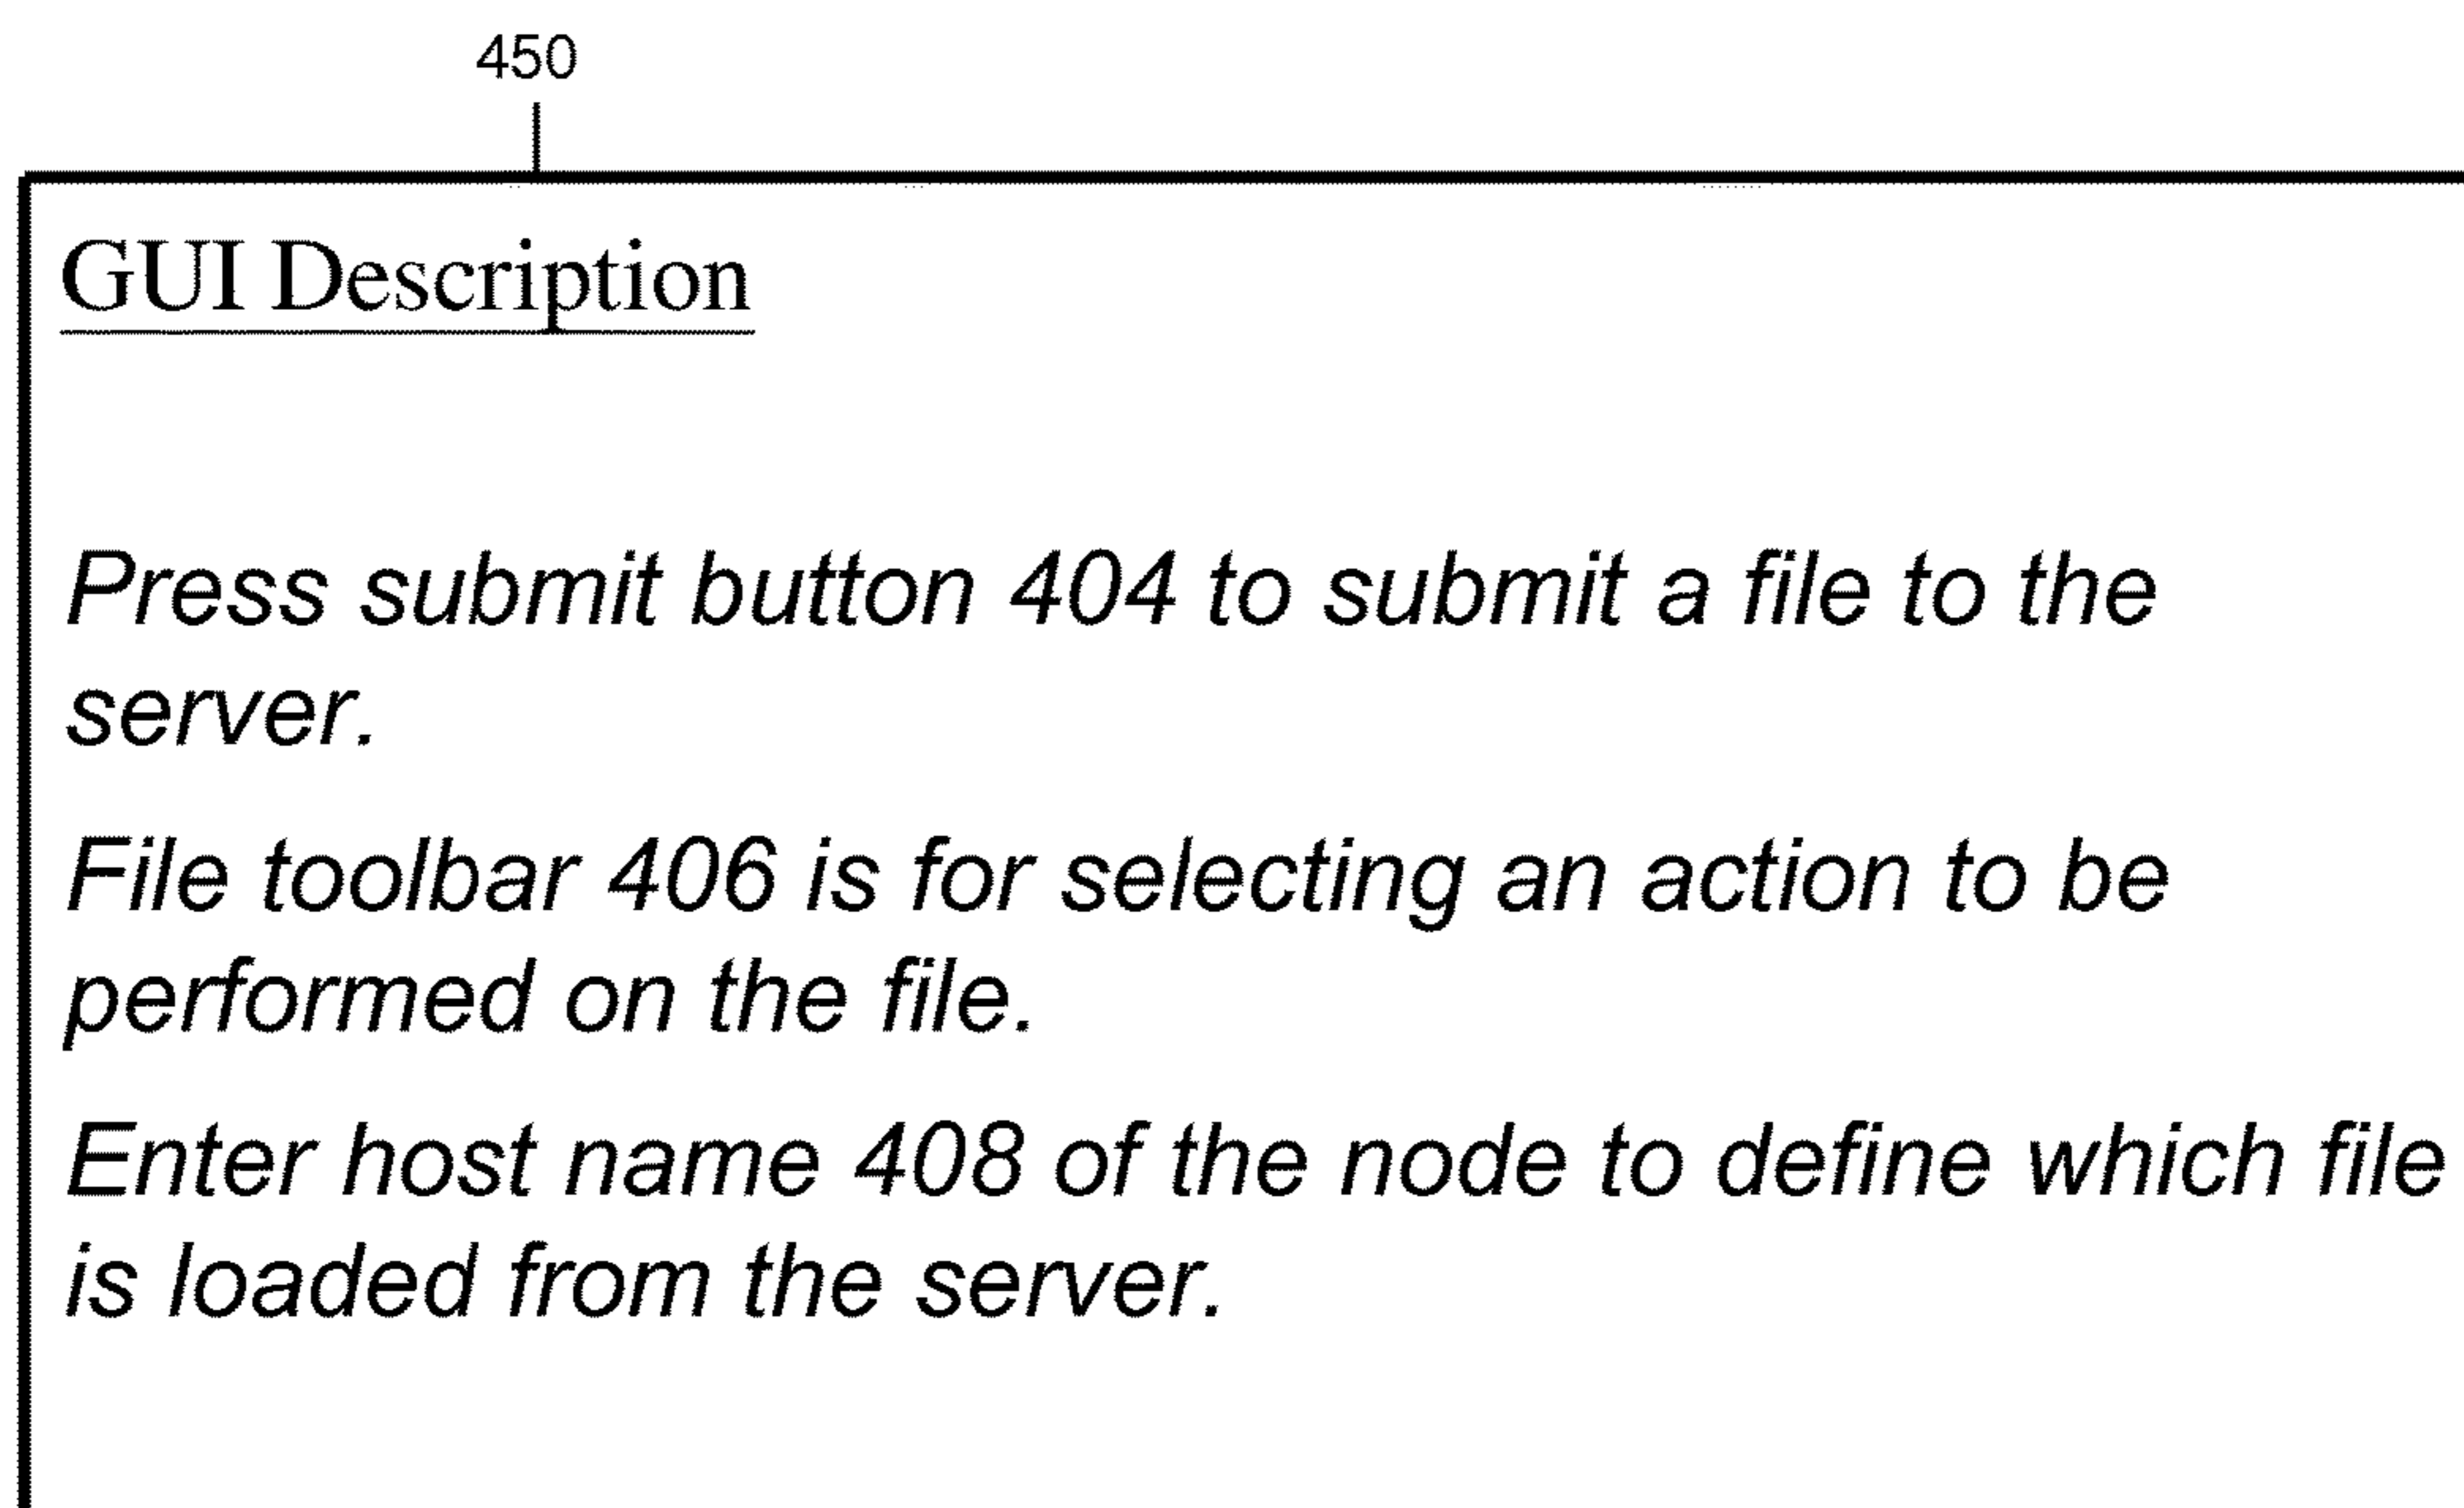 450
GUI Description
Press submit button 404 to submit a file to the
server.
File toolbar 406 is for selecting an action to be
performed on the file.
Enter host name 408 of the node to define which file
is loaded from the server.